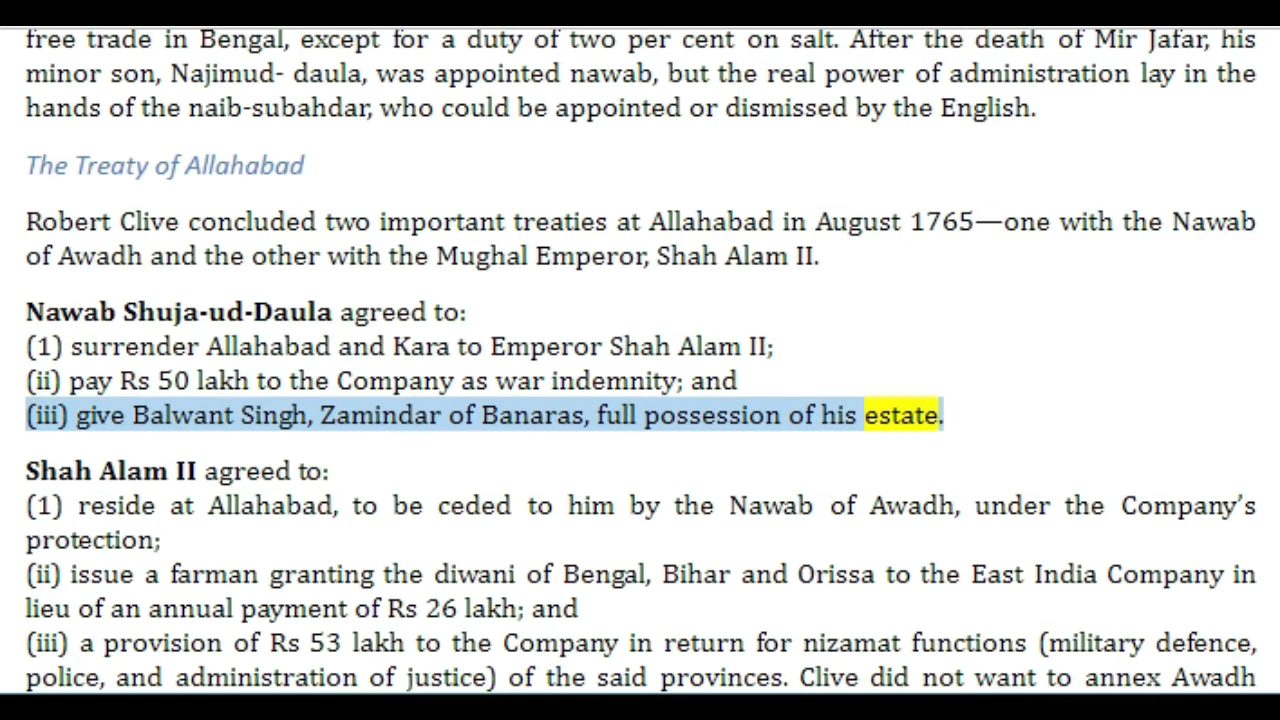 free trade in Bengal, except for a duty of two per cent on salt. After the death of Mir Jafar, his
minor son, Najimud- daula, was appointed nawab, but the real power of administration lay in the
hands of the naib-subahdar, who could be appointed or dismissed by the English.
The Treaty of Allahabad
Robert Clive concluded two important treaties at Allahabad in August 1765—one with the Nawab
of Awadh and the other with the Mughal Emperor, Shah Alam II.
Nawab Shuja-ud-Daula agreed to:
(1) surrender Allahabad and Kara to Emperor Shah Alam II;
(ii) pay Rs 50 lakh to the Company as war indemnity; and
(iii) give Balwant Singh, Zamindar of Banaras, full possession of his estate.
Shah Alam II agreed to:
(1) reside at Allahabad, to be ceded to him by the Nawab of Awadh, under the Company’s
protection;
(ii) issue a farman granting the diwani of Bengal, Bihar and Orissa to the East India Company in
lieu of an annual payment of Rs 26 lakh; and
(iii) a provision of Rs 53 lakh to the Company in return for nizamat functions (military defence,
police, and administration of justice) of the said provinces. Clive did not want to annex Awadh